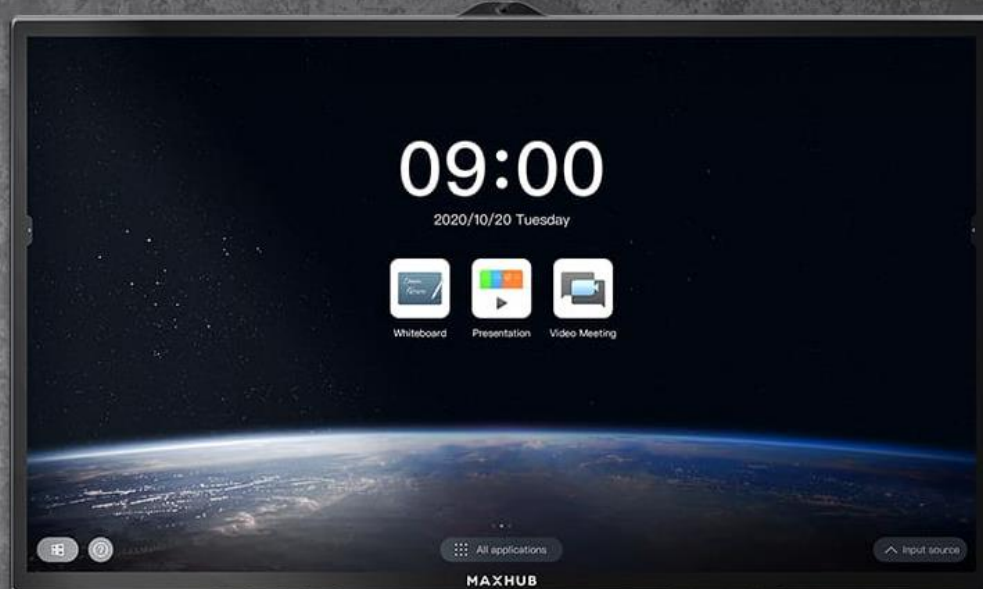 09:00
2020/10/20 Tuesday
Whiteboard
Presentation
Video Meeting
All applications
Input source
MAXHUB